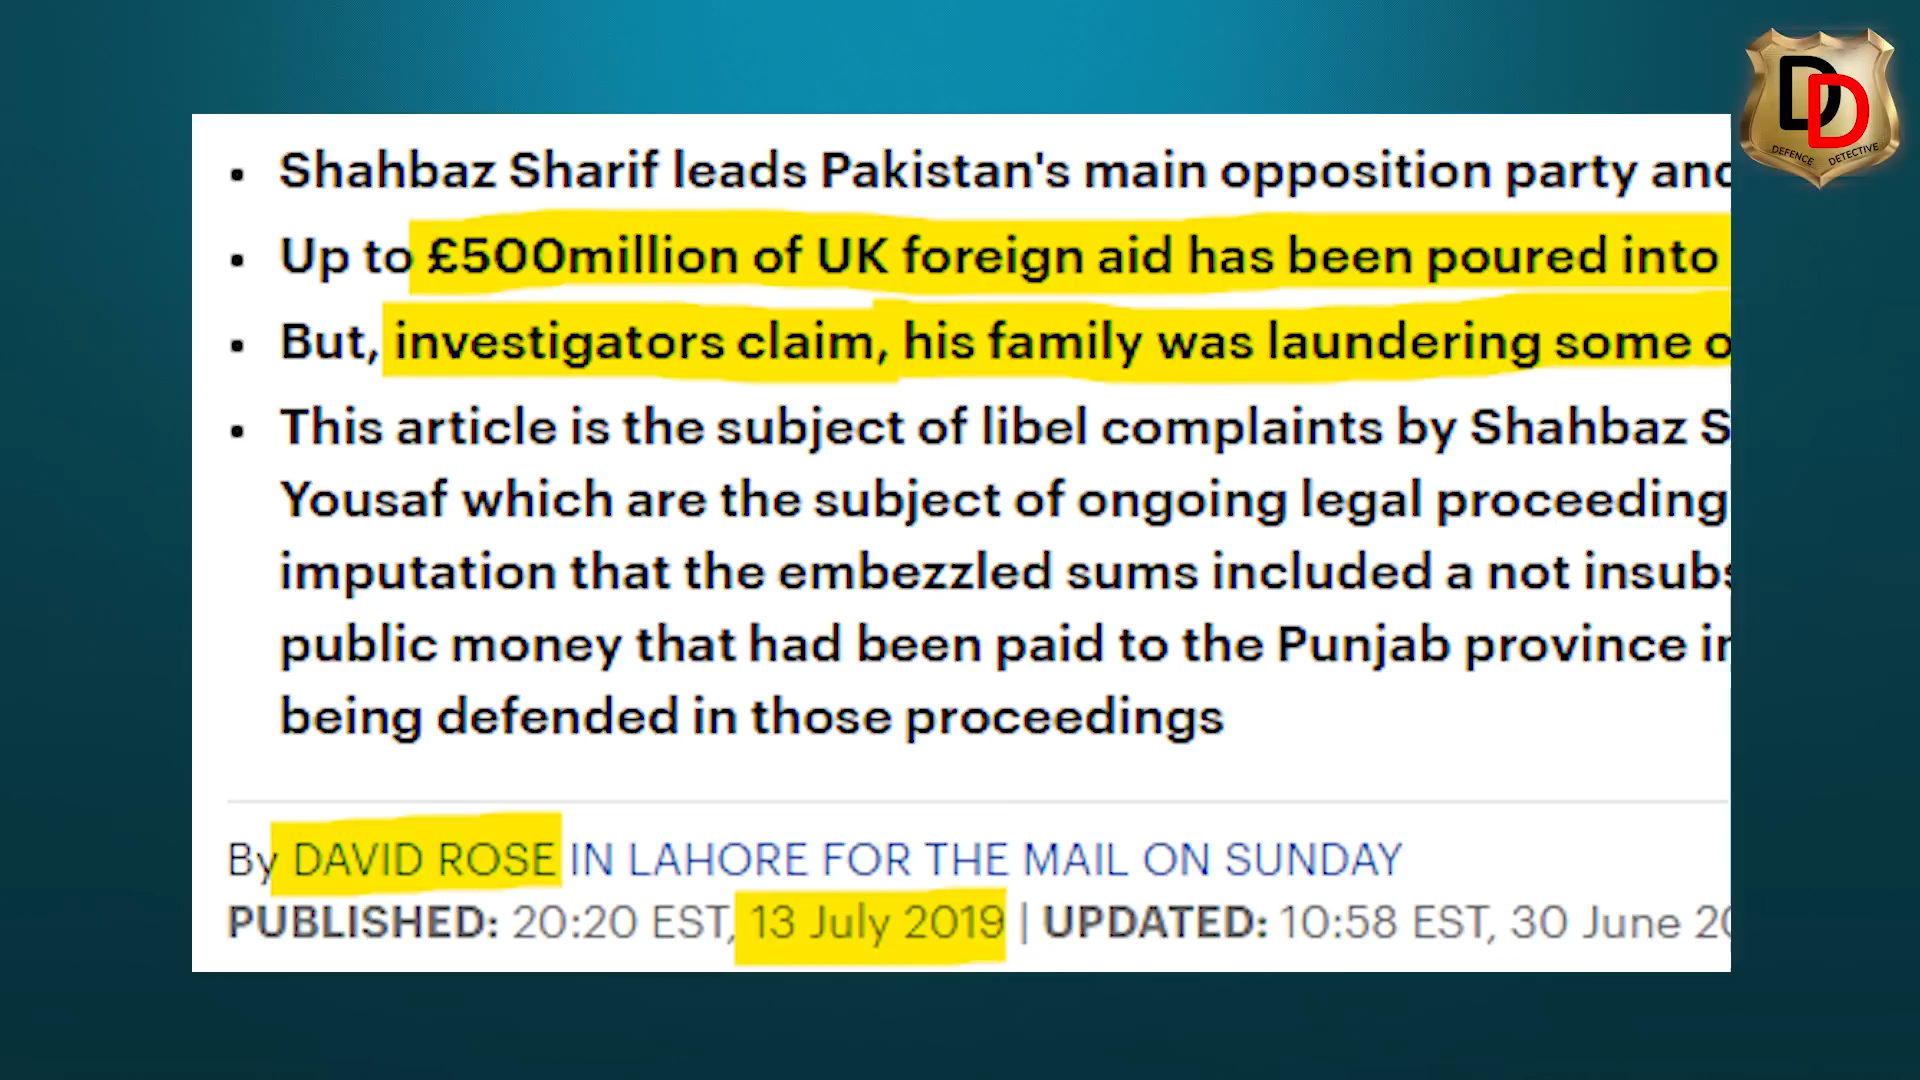 DD
DEFENCE DETECTIVE
Shahbaz Sharif leads Pakistan's main opposition party
Up to £500million of UK foreign aid has been poured into
But, investigators claim, his family was laundering some
This article is the subject of libel complaints by Shahbaz
Yousaf which are the subject of ongoing legal
imputation that the embezzled sums included a not
public money that had been paid to the Punjab province
being defended in those proceedings
By DAVID ROSE IN LAHORE FOR THE MAIL ON SUNDAY
PUBLISHED: 20:20 EST, 13 July 2019 | UPDATED: 10:58 EST, 30 June